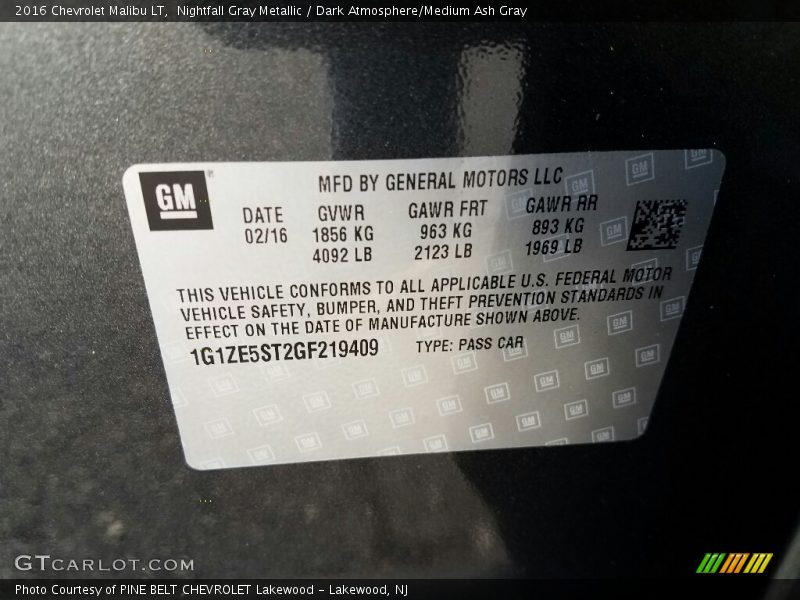 2016 Chevrolet Malibu LT,  Nightfall Gray Metallic / Dark Atmosphere/Medium Ash Gray
GM
MFD BY GENERAL MOTORS LLC
DATE GVWR GAWR FRT GAWR RR
02/16 1856 KG 963 KG 893 KG
4092 LB 2123 LB 1969 LB
THIS VEHICLE CONFORMS TO ALL APPLICABLE U.S. FEDERAL MOTOR
VEHICLE SAFETY, BUMPER, AND THEFT PREVENTION STANDARDS IN
EFFECT ON THE DATE OF MANUFACTURE SHOWN ABOVE.
1G1ZE5ST2GF219409 TYPE: PASS CAR
GTCARLOT.COM
Photo Courtesy of PINE BELT CHEVROLET Lakewood - Lakewood, NJ